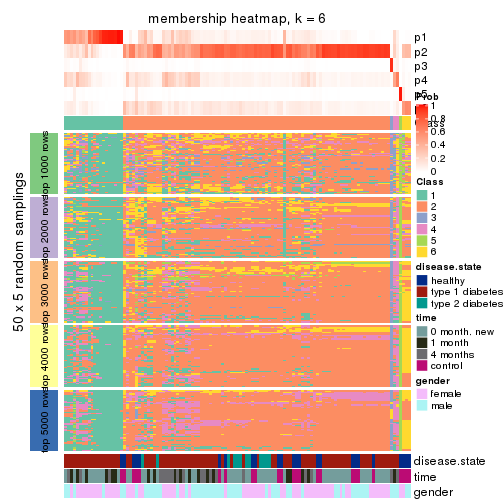 membership heatmap, k = 6
p1
p2
p3
p4
p5
Prob
1
0.8
0.6
0.4
0.2
0
Class
1
2
3
4
5
6
disease.state
healthy
type 1 diabetes
type 2 diabetes
time
0 month. new
1 month
4 months
control
gender
female
male
50 x 5 random samplings
top 1000 rows
top 2000 rows
top 3000 rows
top 4000 rows
top 5000 rows
disease.state
time
gender